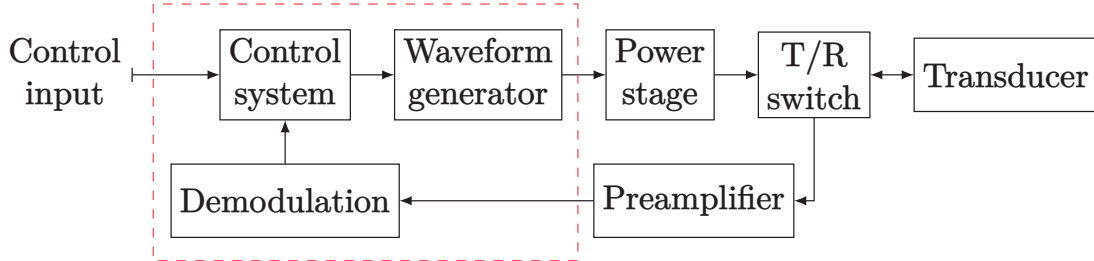 Control
input
Control
system
Waveform
generator
Power
stage
T/R
switch
Transducer
Demodulation
Preamplifier